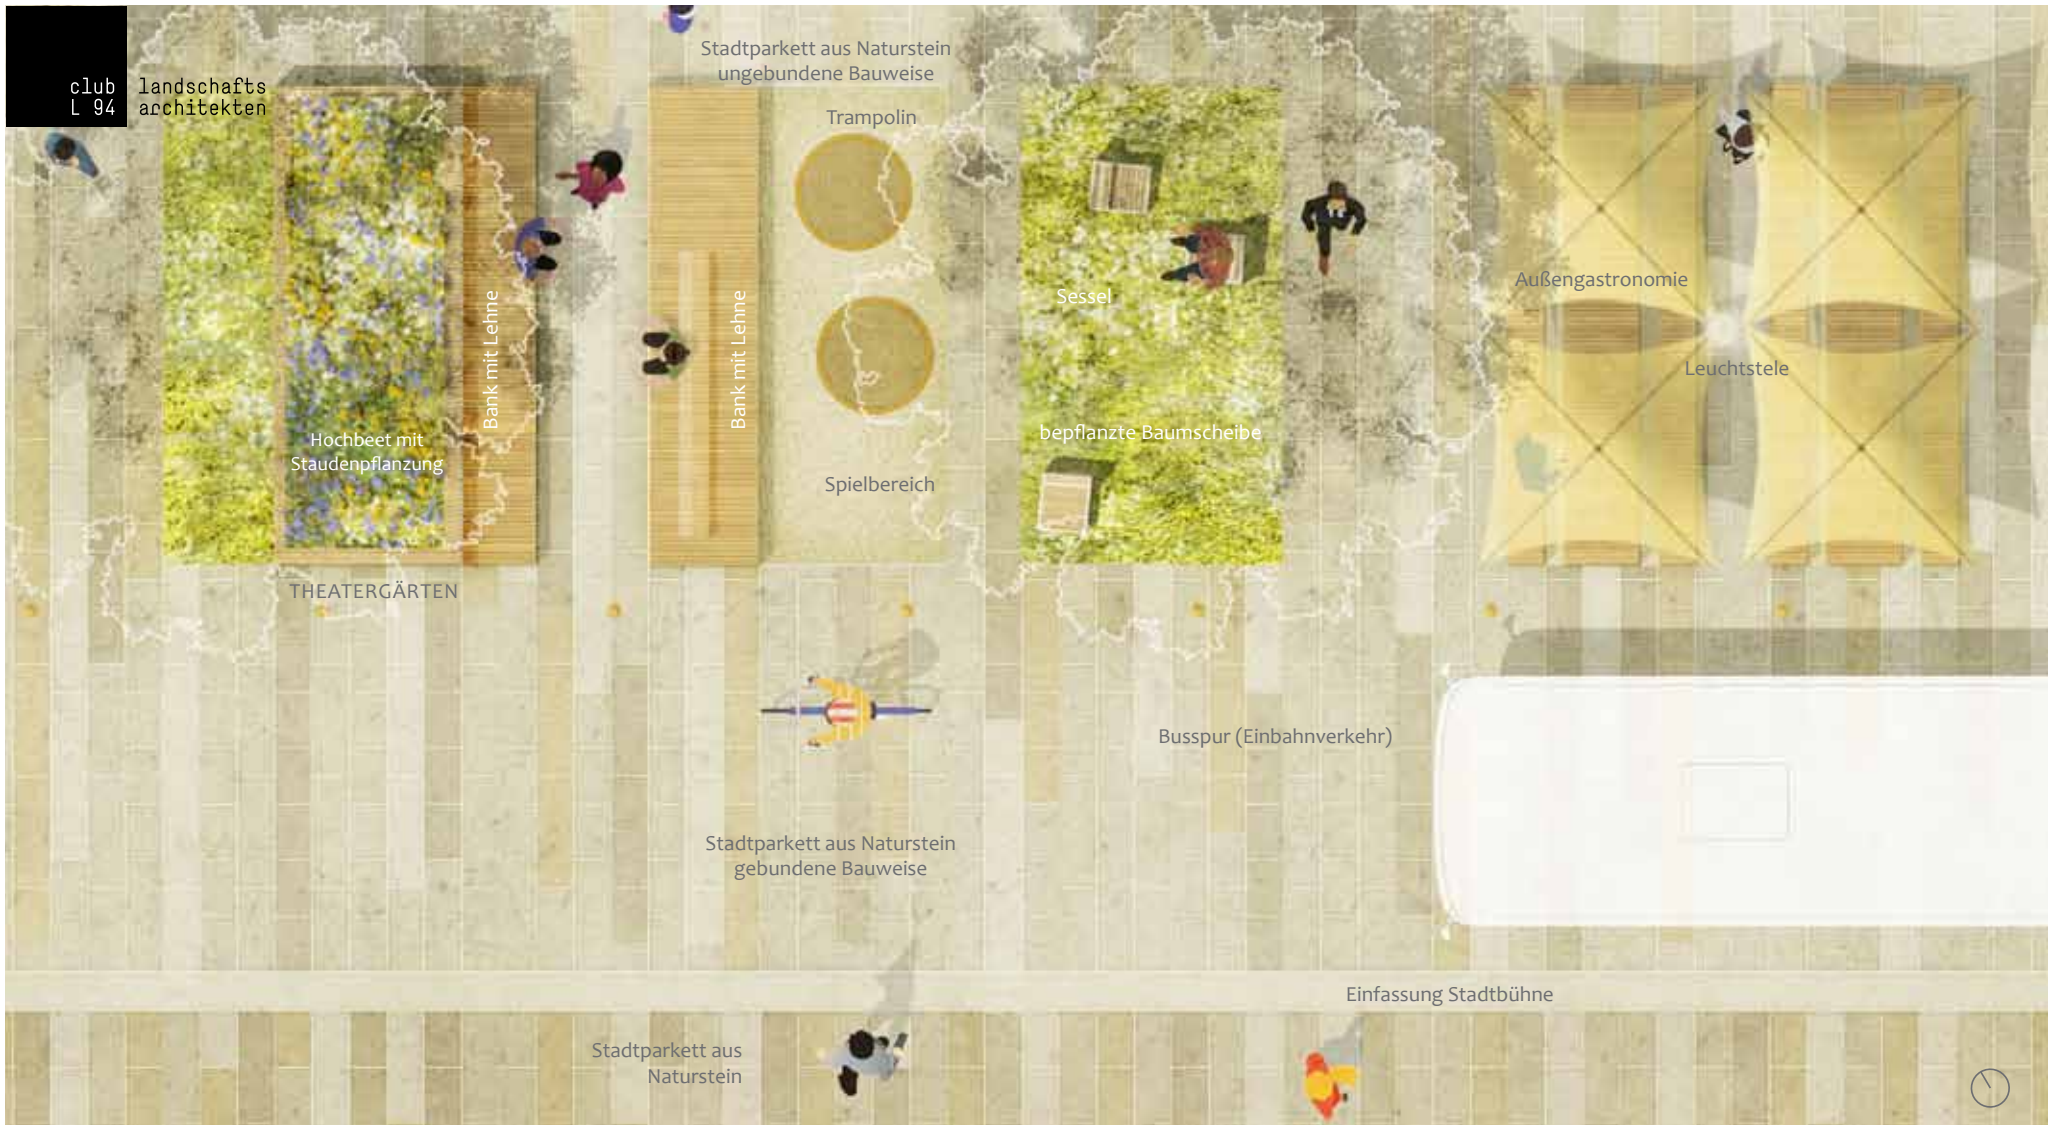 club
L 94
landschafts
architekten
Stadtparkett aus Naturstein
ungebundene Bauweise
Trampolin
Bank mit Lehne
Bank mit Lehne
Sessel
Außengastronomie
Leuchtstele
Hochbeet mit
Staudenpflanzung
bepflanzte Baumscheibe
Spielbereich
THEATERGÄRTEN
Busspur (Einbahnverkehr)
Stadtparkett aus Naturstein
gebundene Bauweise
Einfassung Stadtbühne
Stadtparkett aus
Naturstein